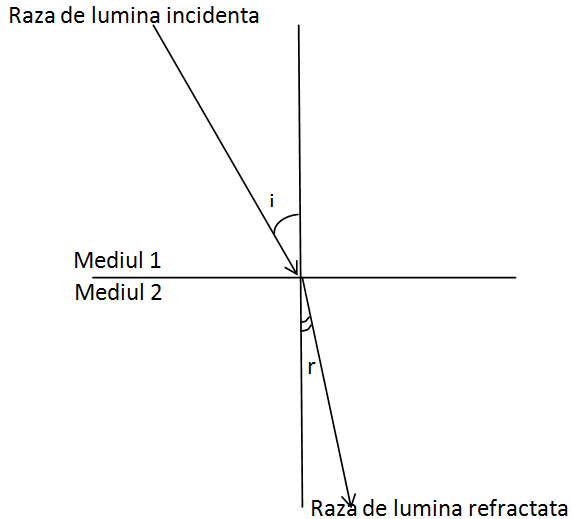 Raza de lumina incidenta
i
Mediul 1
Mediul 2
r
Raza de lumina refractata